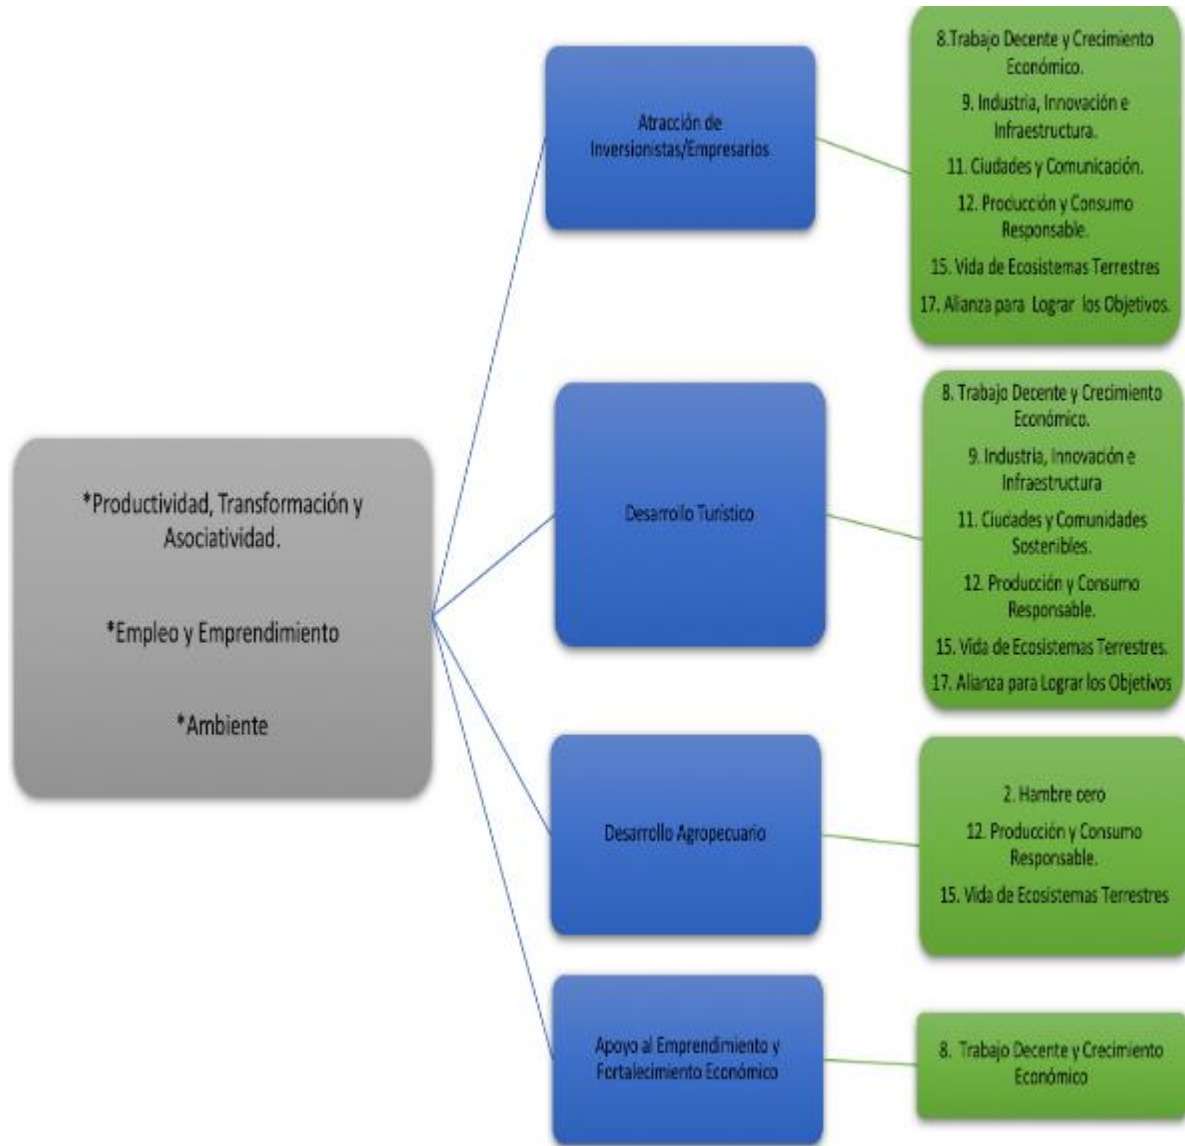 *Productividad, Transformación y
Asociatividad.
*Empleo y Emprendimiento
*Ambiente
Atracción de
Inversionistas/Empresarios
8.Trabajo Decente y Crecimiento
Económico.
9. Industria, Innovación e
Infraestructura.
11. Ciudades y Comunicación.
12. Producción y Consumo
Responsable.
15. Vida de Ecosistemas Terrestres
17. Alianza para Lograr los Objetivos.
Desarrollo Turístico
8. Trabajo Decente y Crecimiento
Económico.
9. Industria, Innovación e
Infraestructura
11. Ciudades y Comunidades
Sostenibles.
12. Producción y Consumo
Responsable.
15. Vida de Ecosistemas Terrestres.
17. Alianza para Lograr los Objetivos
Desarrollo Agropecuario
2. Hambre cero
12. Producción y Consumo
Responsable.
15. Vida de Ecosistemas Terrestres
Apoyo al Emprendimiento y
Fortalecimiento Económico
8. Trabajo Decente y Crecimiento
Económico